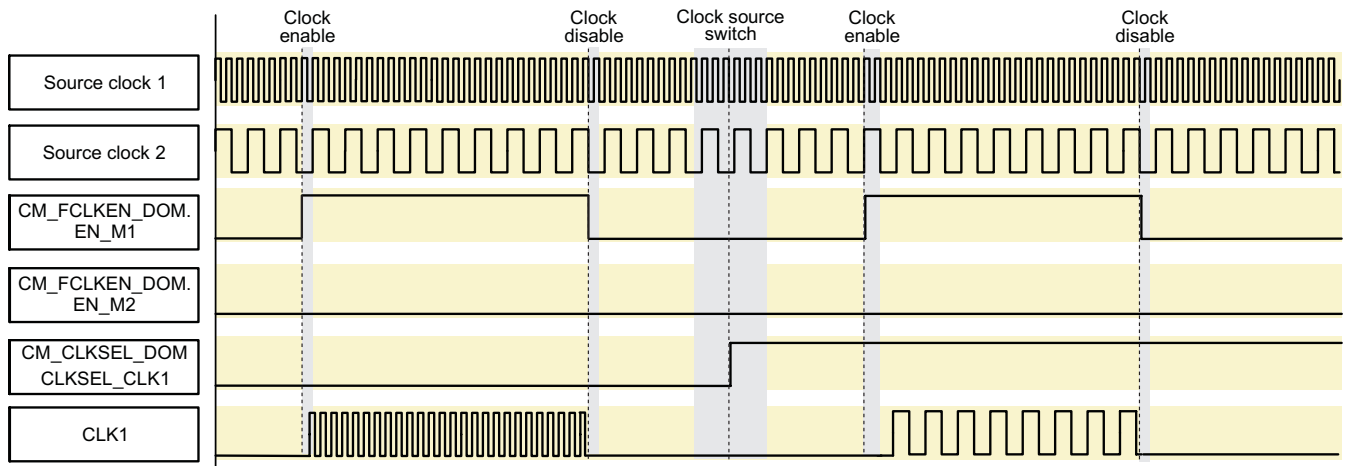 Clock
enable
Clock
disable
Clock source
switch
Clock
enable
Clock
disable
Source clock 1
Source clock 2
CM_FCLKEN_DOM.
EN_M1
CM_FCLKEN_DOM.
EN_M2
CM_CLKSEL_DOM
CLKSEL_CLK1
CLK1